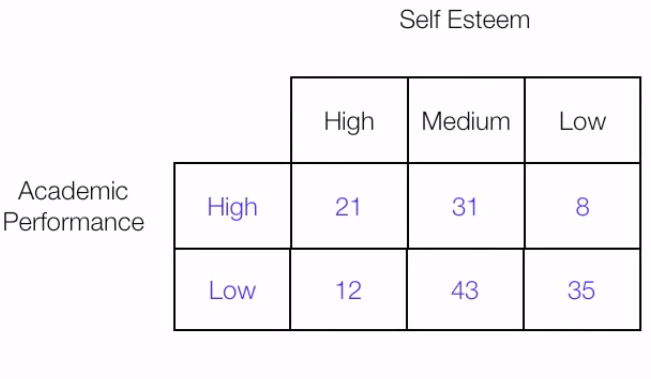 Self Esteem
High Medium Low
Academic
Performance
High 21 31 8
Low 12 43 35